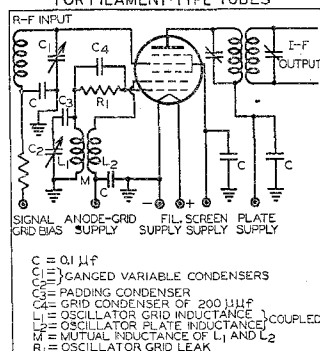 FOR FILAMENT-TYPE TUBES
R-F INPUT
C1
C4
C
R1
C3
C2
L1
L2
M
C
C
C
I-F
OUTPUT
- +
SIGNAL ANODE-GRID FIL. SCREEN PLATE
GRID BIAS SUPPLY SUPPLY SUPPLY SUPPLY
C = 0.1 µf
C1 =
C2 = } GANGED VARIABLE CONDENSERS
C3 = PADDING CONDENSER
C4 = GRID CONDENSER OF 200 µµf
L1 = OSCILLATOR GRID INDUCTANCE
L2 = OSCILLATOR PLATE INDUCTANCE } COUPLED
M = MUTUAL INDUCTANCE OF L1 AND L2
R1 = OSCILLATOR GRID LEAK